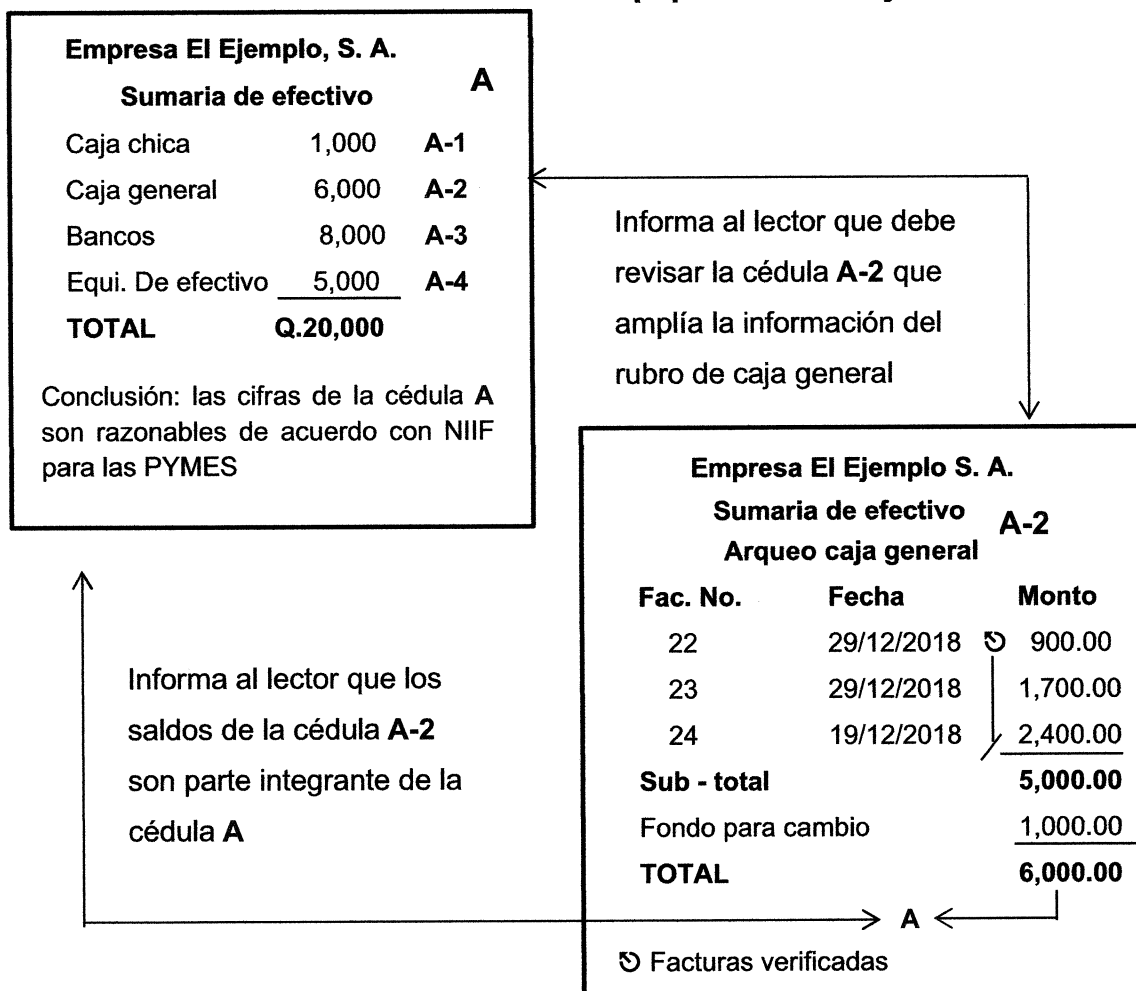 Empresa El Ejemplo, S. A.
Sumaria de efectivo A
Caja chica 1,000 A-1
Caja general 6,000 A-2
Bancos 8,000 A-3
Equi. De efectivo 5,000 A-4
TOTAL Q.20,000
Conclusión: las cifras de la cédula A
son razonables de acuerdo con NIIF
para las PYMES
Informa al lector que debe
revisar la cédula A-2 que
amplía la información del
rubro de caja general
Informa al lector que los
saldos de la cédula A-2
son parte integrante de la
cédula A
Empresa El Ejemplo S. A.
Sumaria de efectivo A-2
Arqueo caja general
Fac. No. Fecha Monto
22 29/12/2018 900.00
23 29/12/2018 1,700.00
24 19/12/2018 2,400.00
Sub - total 5,000.00
Fondo para cambio 1,000.00
TOTAL 6,000.00
A
Facturas verificadas